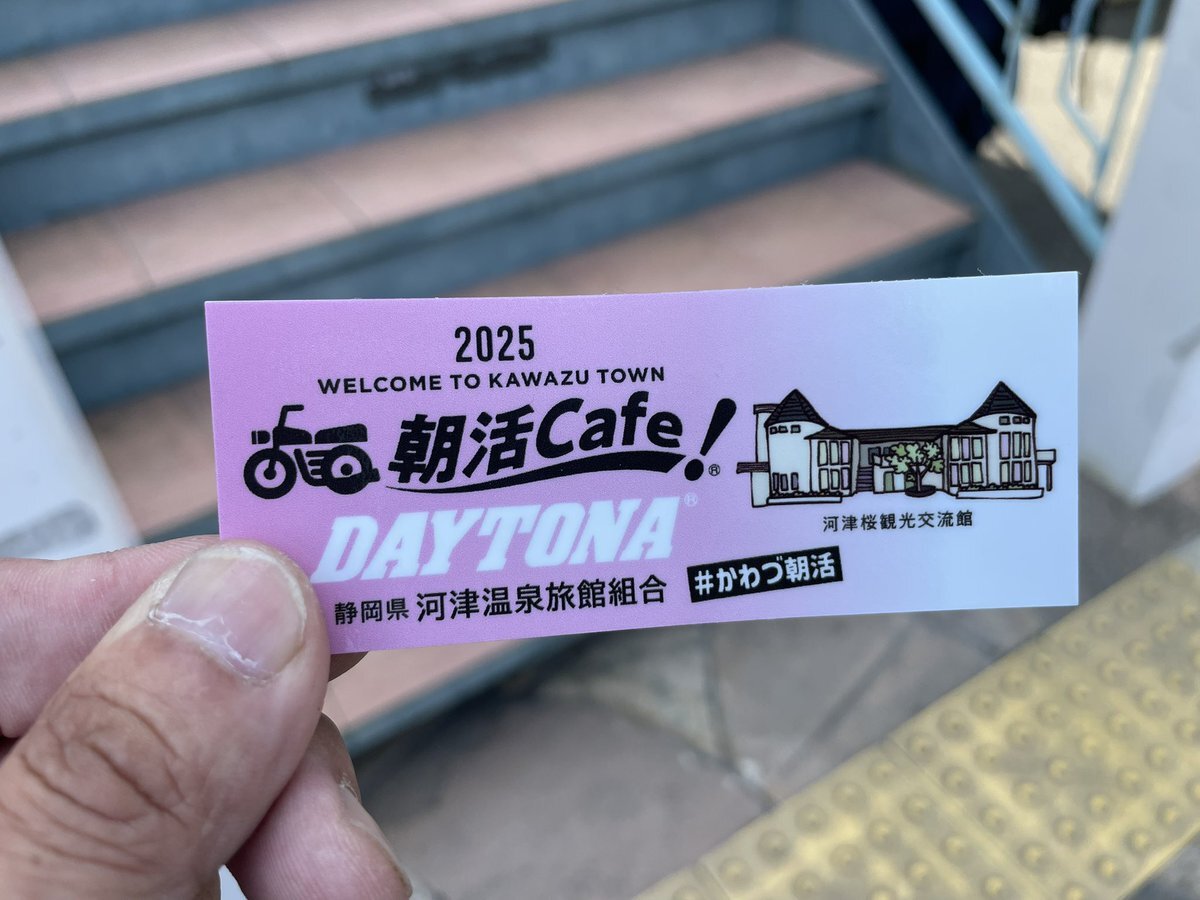 2025
WELCOME TO KAWAZU TOWN
朝活Cafe!®
DAYTONA®
静岡県 河津温泉旅館組合
#かわづ朝活
河津桜観光交流館